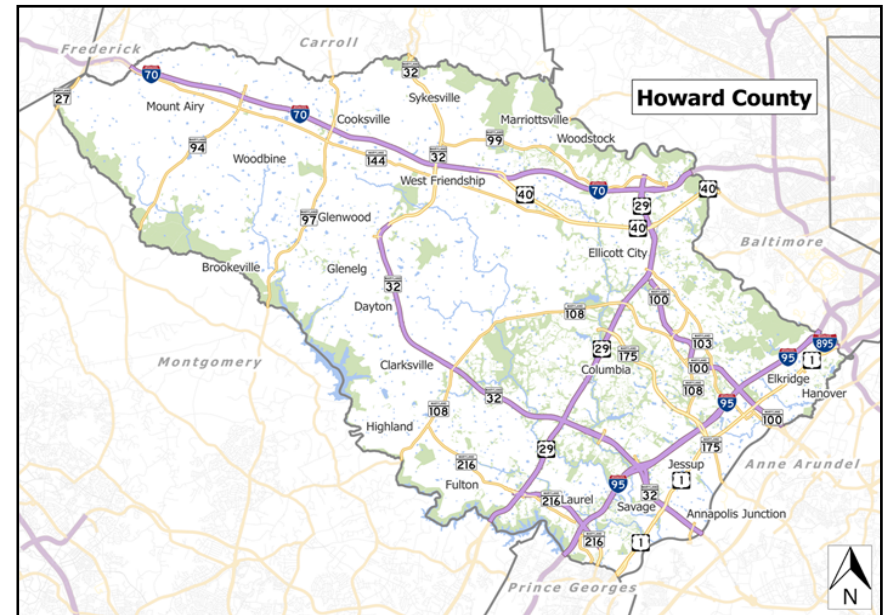 Frederick
Carroll
Howard County
70
32
27
Mount Airy
Sykesville
70
Cooksville
Marriottsville
Woodstock
94
99
Woodbine
144
32
West Friendship
70
40
40
29
97
Glenwood
40
Baltimore
Ellicott City
Brookeville
Glenelg
32
100
Dayton
108
103
895
29
175
95
1
Montgomery
Clarksville
Columbia
100
Elkridge
108
Hanover
32
95
108
100
Highland
29
175
216
Jessup
Anne Arundel
Fulton
95
1
32
216
Laurel
Savage
Annapolis Junction
216
1
Prince Georges
N